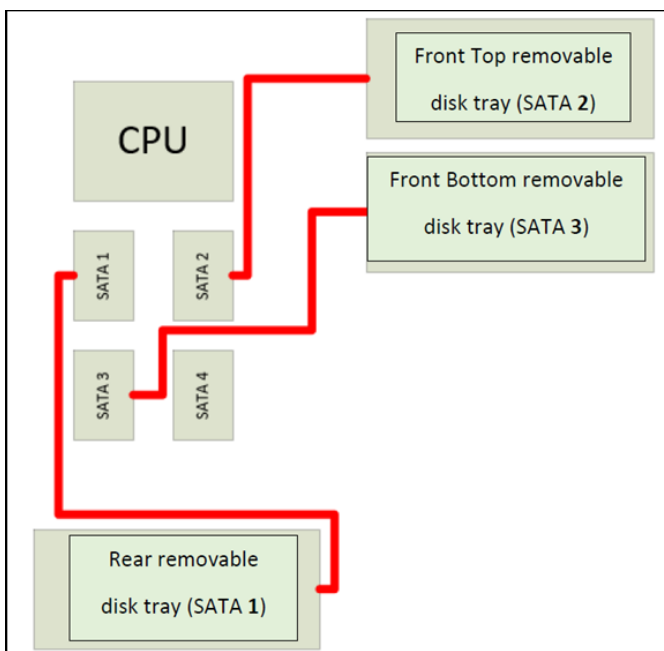 Front Top removable
disk tray (SATA 2)
CPU
Front Bottom removable
disk tray (SATA 3)
SATA 1
SATA 2
SATA 3
SATA 4
Rear removable
disk tray (SATA 1)